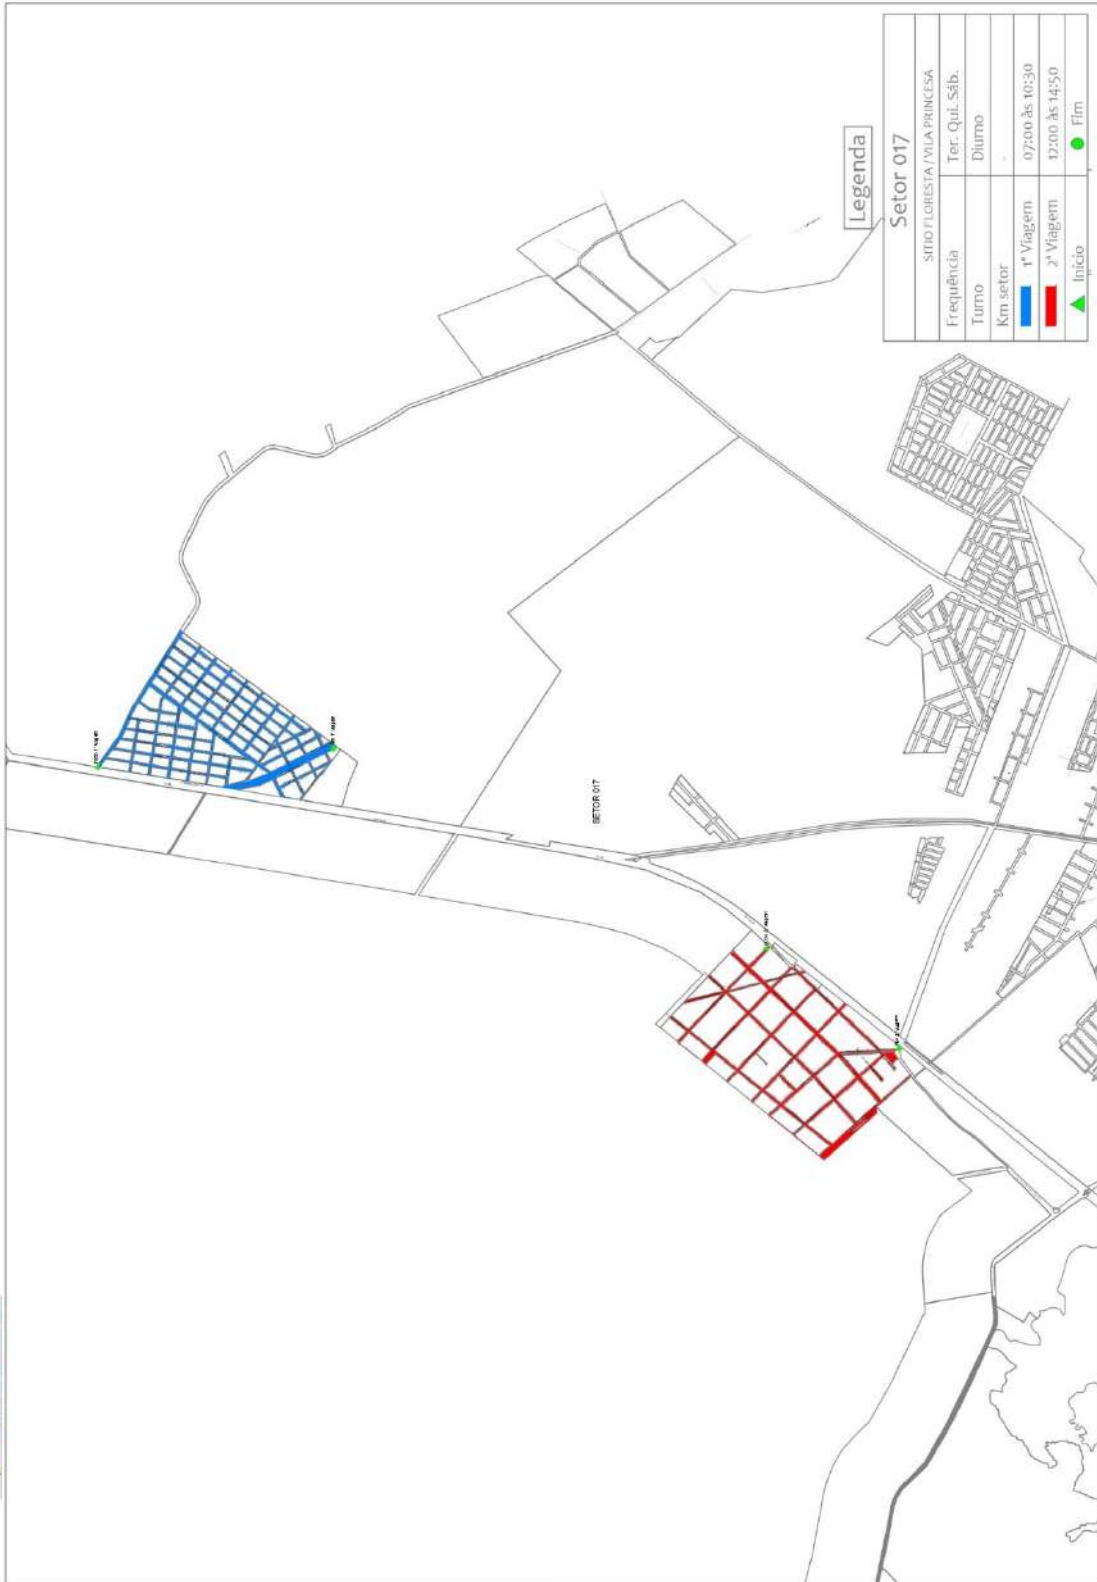 Legenda
Setor 017
SITIO FLORESTA / VILA PRINCESA
Frequência Ter. Qui. Sáb.
Turno Diurno
Km setor -
1ª Viagem 07:00 às 10:30
2ª Viagem 12:00 às 14:50
Início Fim
SETOR 017